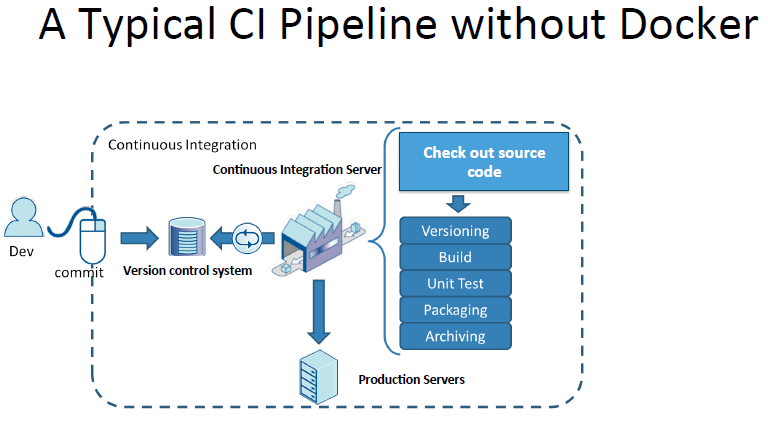 A Typical CI Pipeline without Docker
Continuous Integration
Continuous Integration Server
Check out source
code
Versioning
Build
Unit Test
Packaging
Archiving
Dev
commit
Version control system
Production Servers